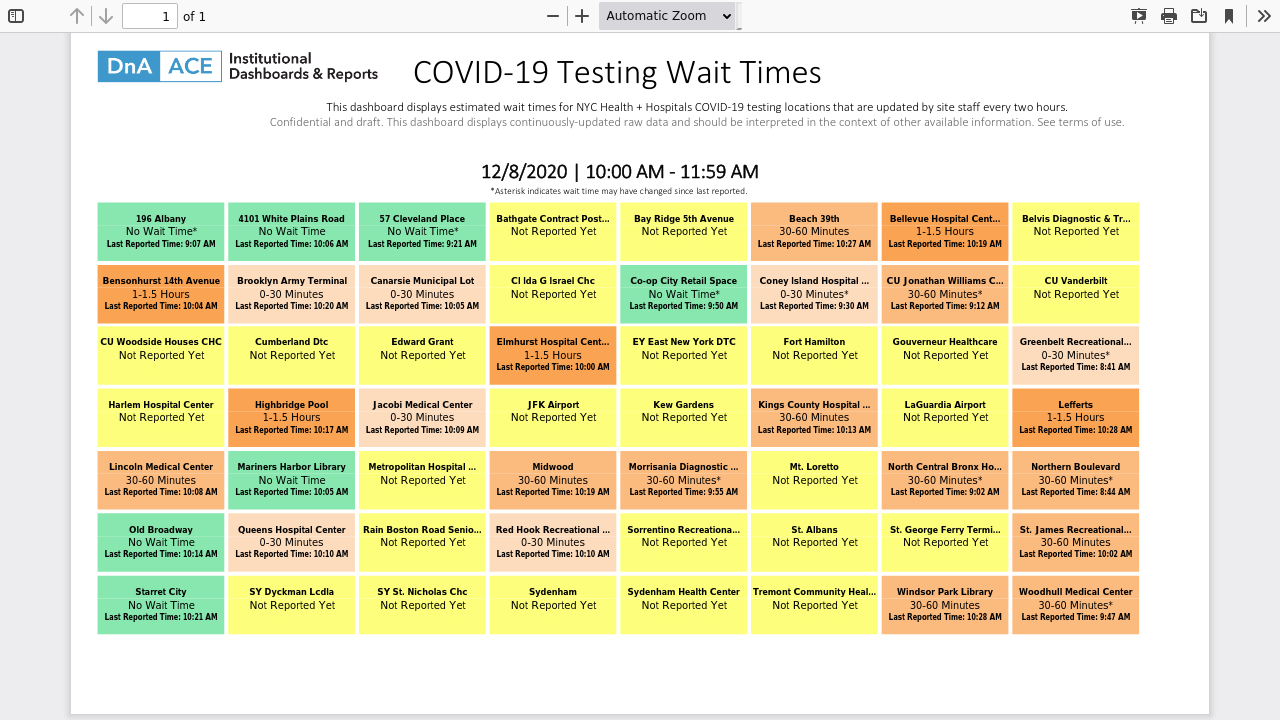 1 of 1 Automatic Zoom
DnA ACE Institutional
Dashboards & Reports
COVID-19 Testing Wait Times
This dashboard displays estimated wait times for NYC Health + Hospitals COVID-19 testing locations that are updated by site staff every two hours.
Confidential and draft. This dashboard displays continuously-updated raw data and should be interpreted in the context of other available information. See terms of use.
12/8/2020 | 10:00 AM - 11:59 AM
*Asterisk indicates wait time may have changed since last reported.
196 Albany
No Wait Time*
Last Reported Time: 9:07 AM
4101 White Plains Road
No Wait Time
Last Reported Time: 10:06 AM
57 Cleveland Place
No Wait Time*
Last Reported Time: 9:21 AM
Bathgate Contract Post...
Not Reported Yet
Bay Ridge 5th Avenue
Not Reported Yet
Beach 39th
30-60 Minutes
Last Reported Time: 10:27 AM
Bellevue Hospital Cent...
1-1.5 Hours
Last Reported Time: 10:19 AM
Belvis Diagnostic & Tr...
Not Reported Yet
Bensonhurst 14th Avenue
1-1.5 Hours
Last Reported Time: 10:04 AM
Brooklyn Army Terminal
0-30 Minutes
Last Reported Time: 10:20 AM
Canarsie Municipal Lot
0-30 Minutes
Last Reported Time: 10:05 AM
CI Ida G Israel Chc
Not Reported Yet
Co-op City Retail Space
No Wait Time*
Last Reported Time: 9:50 AM
Coney Island Hospital ...
0-30 Minutes*
Last Reported Time: 9:30 AM
CU Jonathan Williams C...
30-60 Minutes*
Last Reported Time: 9:12 AM
CU Vanderbilt
Not Reported Yet
CU Woodside Houses CHC
Not Reported Yet
Cumberland Dtc
Not Reported Yet
Edward Grant
Not Reported Yet
Elmhurst Hospital Cent...
1-1.5 Hours
Last Reported Time: 10:00 AM
EY East New York DTC
Not Reported Yet
Fort Hamilton
Not Reported Yet
Gouverneur Healthcare
Not Reported Yet
Greenbelt Recreational...
0-30 Minutes*
Last Reported Time: 8:41 AM
Harlem Hospital Center
Not Reported Yet
Highbridge Pool
1-1.5 Hours
Last Reported Time: 10:17 AM
Jacobi Medical Center
0-30 Minutes
Last Reported Time: 10:09 AM
JFK Airport
Not Reported Yet
Kew Gardens
Not Reported Yet
Kings County Hospital ...
30-60 Minutes
Last Reported Time: 10:13 AM
LaGuardia Airport
Not Reported Yet
Lefferts
1-1.5 Hours
Last Reported Time: 10:28 AM
Lincoln Medical Center
30-60 Minutes
Last Reported Time: 10:08 AM
Mariners Harbor Library
No Wait Time
Last Reported Time: 10:05 AM
Metropolitan Hospital ...
Not Reported Yet
Midwood
30-60 Minutes
Last Reported Time: 10:19 AM
Morrisania Diagnostic ...
30-60 Minutes*
Last Reported Time: 9:55 AM
Mt. Loretto
Not Reported Yet
North Central Bronx Ho...
30-60 Minutes*
Last Reported Time: 9:02 AM
Northern Boulevard
30-60 Minutes*
Last Reported Time: 8:44 AM
Old Broadway
No Wait Time
Last Reported Time: 10:14 AM
Queens Hospital Center
0-30 Minutes
Last Reported Time: 10:10 AM
Rain Boston Road Senio...
Not Reported Yet
Red Hook Recreational ...
0-30 Minutes
Last Reported Time: 10:10 AM
Sorrentino Recreationa...
Not Reported Yet
St. Albans
Not Reported Yet
St. George Ferry Termi...
Not Reported Yet
St. James Recreational...
30-60 Minutes
Last Reported Time: 10:02 AM
Starret City
No Wait Time
Last Reported Time: 10:21 AM
SY Dyckman Lcdla
Not Reported Yet
SY St. Nicholas Chc
Not Reported Yet
Sydenham
Not Reported Yet
Sydenham Health Center
Not Reported Yet
Tremont Community Heal...
Not Reported Yet
Windsor Park Library
30-60 Minutes
Last Reported Time: 10:28 AM
Woodhull Medical Center
30-60 Minutes*
Last Reported Time: 9:47 AM